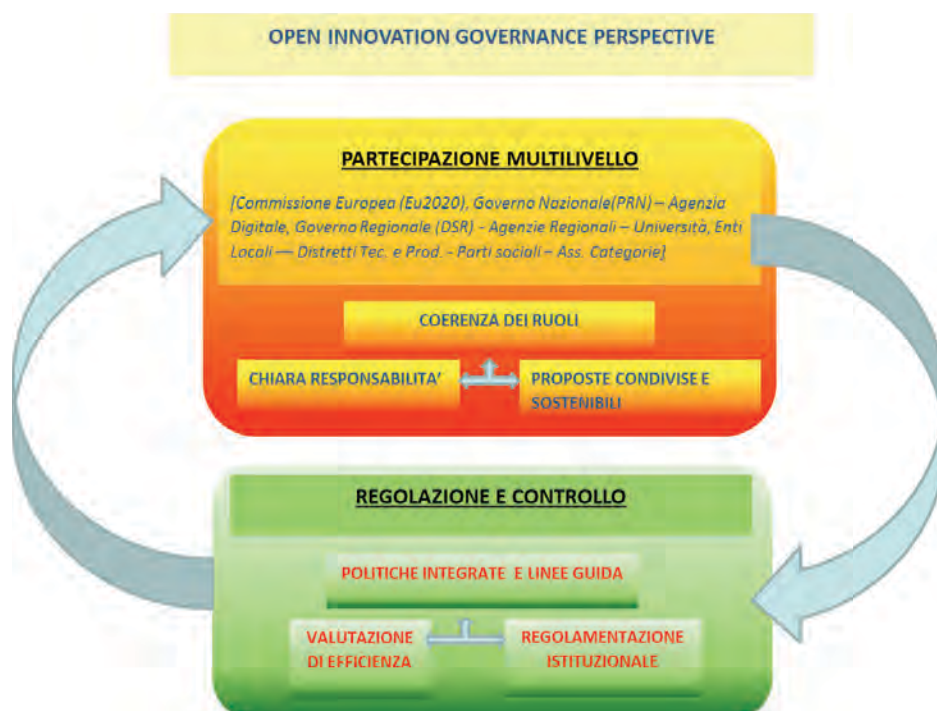 OPEN INNOVATION GOVERNANCE PERSPECTIVE
PARTECIPAZIONE MULTILIVELLO
[Commissione Europea (Eu2020), Governo Nazionale(PRN) – Agenzia
Digitale, Governo Regionale (DSR) - Agenzie Regionali – Università, Enti
Locali –– Distretti Tec. e Prod. - Parti sociali – Ass. Categorie]
COERENZA DEI RUOLI
CHIARA RESPONSABILITA'
PROPOSTE CONDIVISE E
SOSTENIBILI
REGOLAZIONE E CONTROLLO
POLITICHE INTEGRATE E LINEE GUIDA
VALUTAZIONE
DI EFFICIENZA
REGOLAMENTAZIONE
ISTITUZIONALE